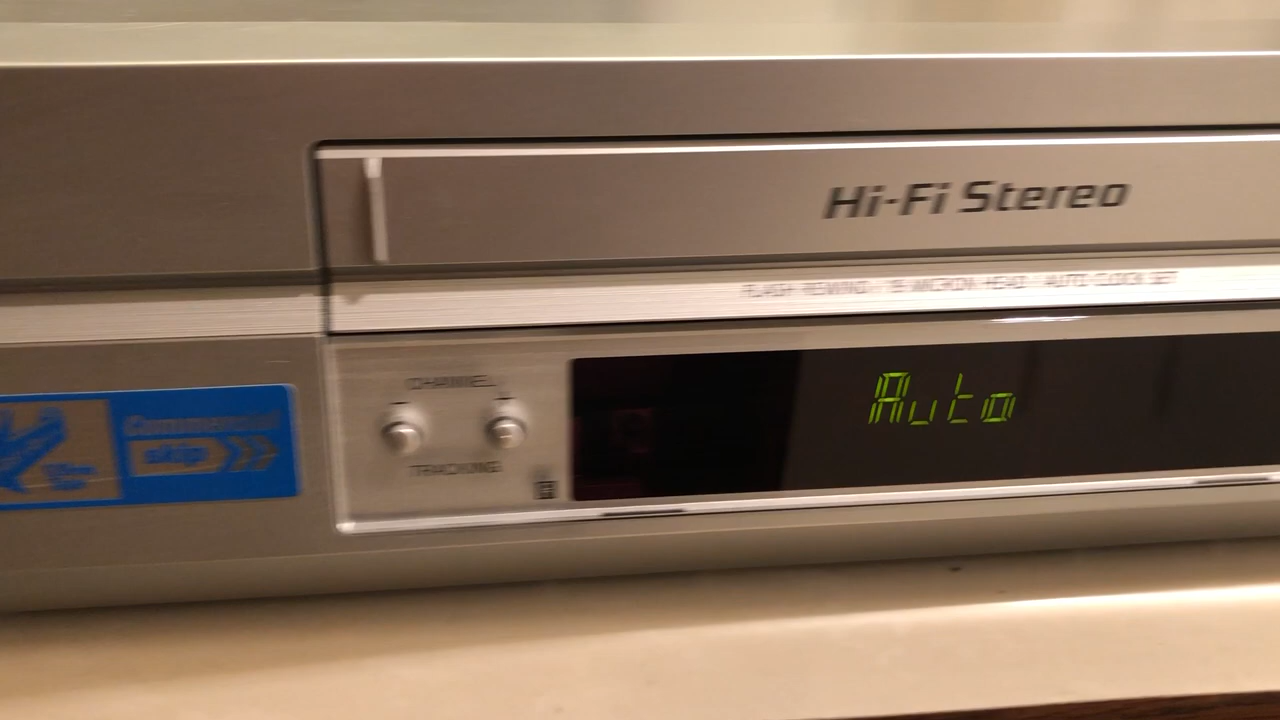 Hi-Fi Stereo
FLASH REWIND · 19 MICRON HEAD · AUTO CLOCK SET
CHANNEL
- +
TRACKING
Auto
Commercial
skip